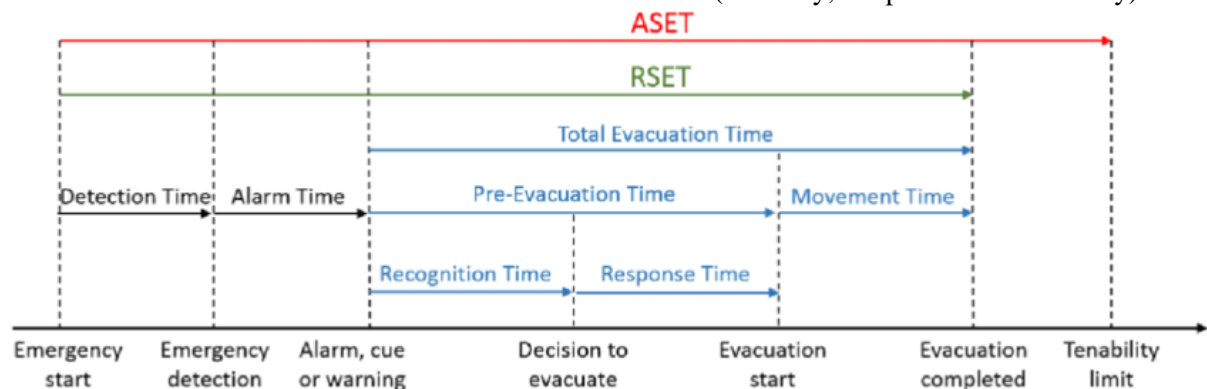 ASET
RSET
Total Evacuation Time
Detection Time
Alarm Time
Pre-Evacuation Time
Movement Time
Recognition Time
Response Time
Emergency
start
Emergency
detection
Alarm, cue
or warning
Decision to
evacuate
Evacuation
start
Evacuation
completed
Tenability
limit